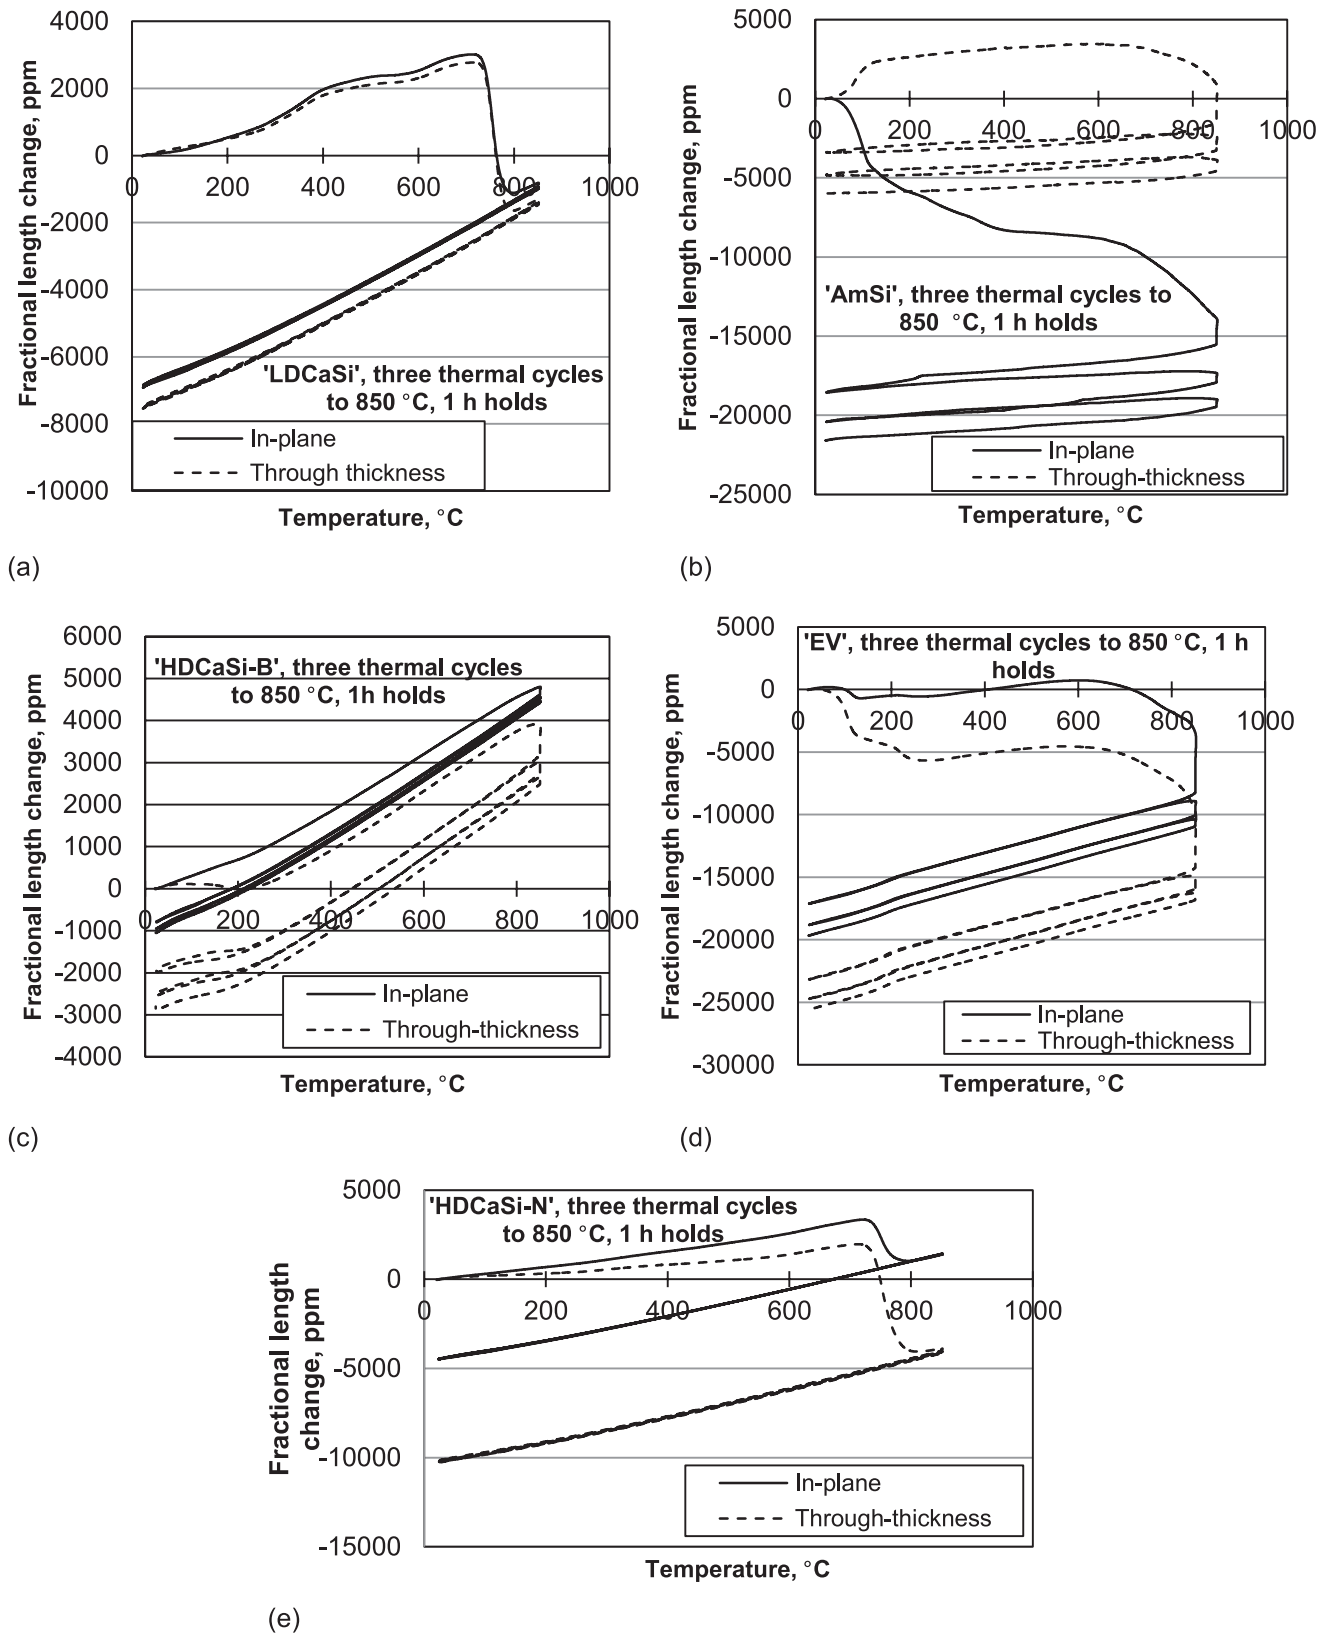 4000
3000
2000
0
0 200 400 600 800 1000
-2000
-4000
-6000
-8000
-10000
Fractional length change, ppm
'LDCaSi', three thermal cycles
to 850 °C, 1 h holds
In-plane
Through thickness
Temperature, °C
(a)
5000
0
0 200 400 600 800 1000
-5000
-10000
-15000
-20000
-25000
Fractional length change, ppm
'AmSi', three thermal cycles to
850 °C, 1 h holds
In-plane
Through-thickness
Temperature, °C
(b)
6000
5000
4000
3000
2000
1000
0
0 200 400 600 800 1000
-1000
-2000
-3000
-4000
Fractional length change, ppm
'HDCaSi-B', three thermal cycles
to 850 °C, 1h holds
In-plane
Through-thickness
Temperature, °C
(c)
5000
0
0 200 400 600 800 1000
-5000
-10000
-15000
-20000
-25000
-30000
Fractional length change, ppm
'EV', three thermal cycles to 850 °C, 1 h
holds
In-plane
Through-thickness
Temperature, °C
(d)
5000
0
0 200 400 600 800 1000
-5000
-10000
-15000
Fractional length
change, ppm
'HDCaSi-N', three thermal cycles
to 850 °C, 1 h holds
In-plane
Through-thickness
Temperature, °C
(e)